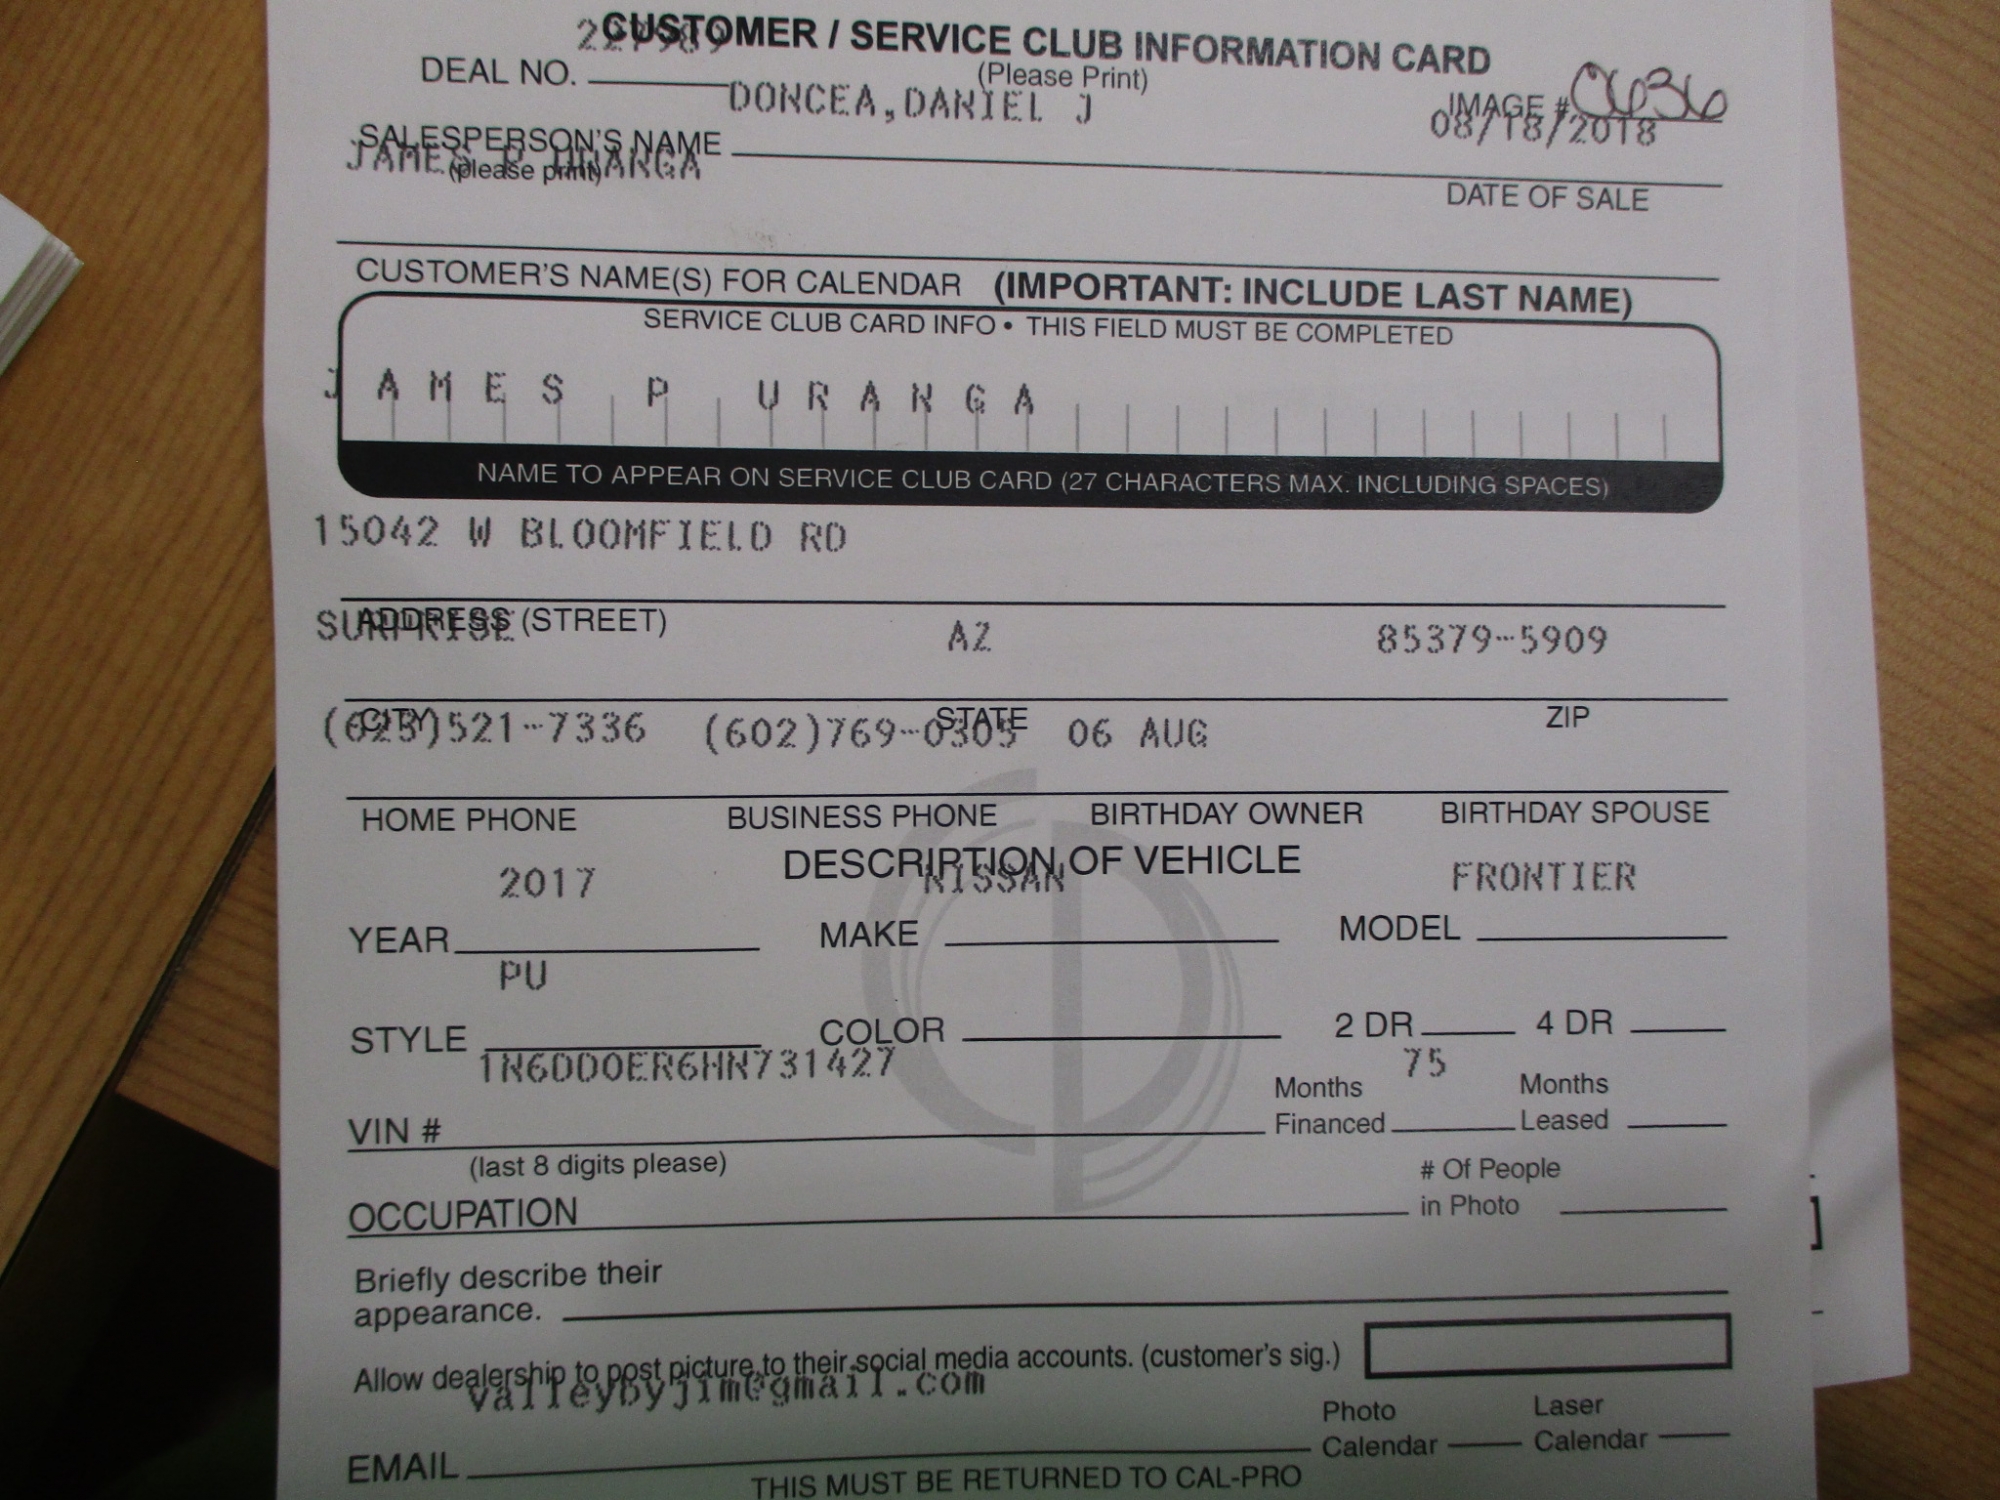 CUSTOMER / SERVICE CLUB INFORMATION CARD
(Please Print)
DEAL NO.
DONCEA,DANIEL J
IMAGE # 0636
08/18/2018
SALESPERSON'S NAME
(please print)
JAMES P URANGA
DATE OF SALE
CUSTOMER'S NAME(S) FOR CALENDAR (IMPORTANT: INCLUDE LAST NAME)
SERVICE CLUB CARD INFO • THIS FIELD MUST BE COMPLETED
J A M E S P U R A N G A
NAME TO APPEAR ON SERVICE CLUB CARD (27 CHARACTERS MAX. INCLUDING SPACES)
15042 W BLOOMFIELD RD
ADDRESS (STREET)
SURPRISE AZ 85379-5909
CITY STATE ZIP
(623)521-7336 (602)769-0305 06 AUG
HOME PHONE BUSINESS PHONE BIRTHDAY OWNER BIRTHDAY SPOUSE
DESCRIPTION OF VEHICLE
2017 NISSAN FRONTIER
YEAR MAKE MODEL
PU
STYLE COLOR 2 DR 4 DR
1N6DD0ER6HN731427 75
VIN # Months Financed Months Leased
(last 8 digits please)
OCCUPATION # Of People in Photo
Briefly describe their
appearance.
Allow dealership to post picture to their social media accounts. (customer's sig.)
valleybyjim@gmail.com
EMAIL Photo Calendar Laser Calendar
THIS MUST BE RETURNED TO CAL-PRO